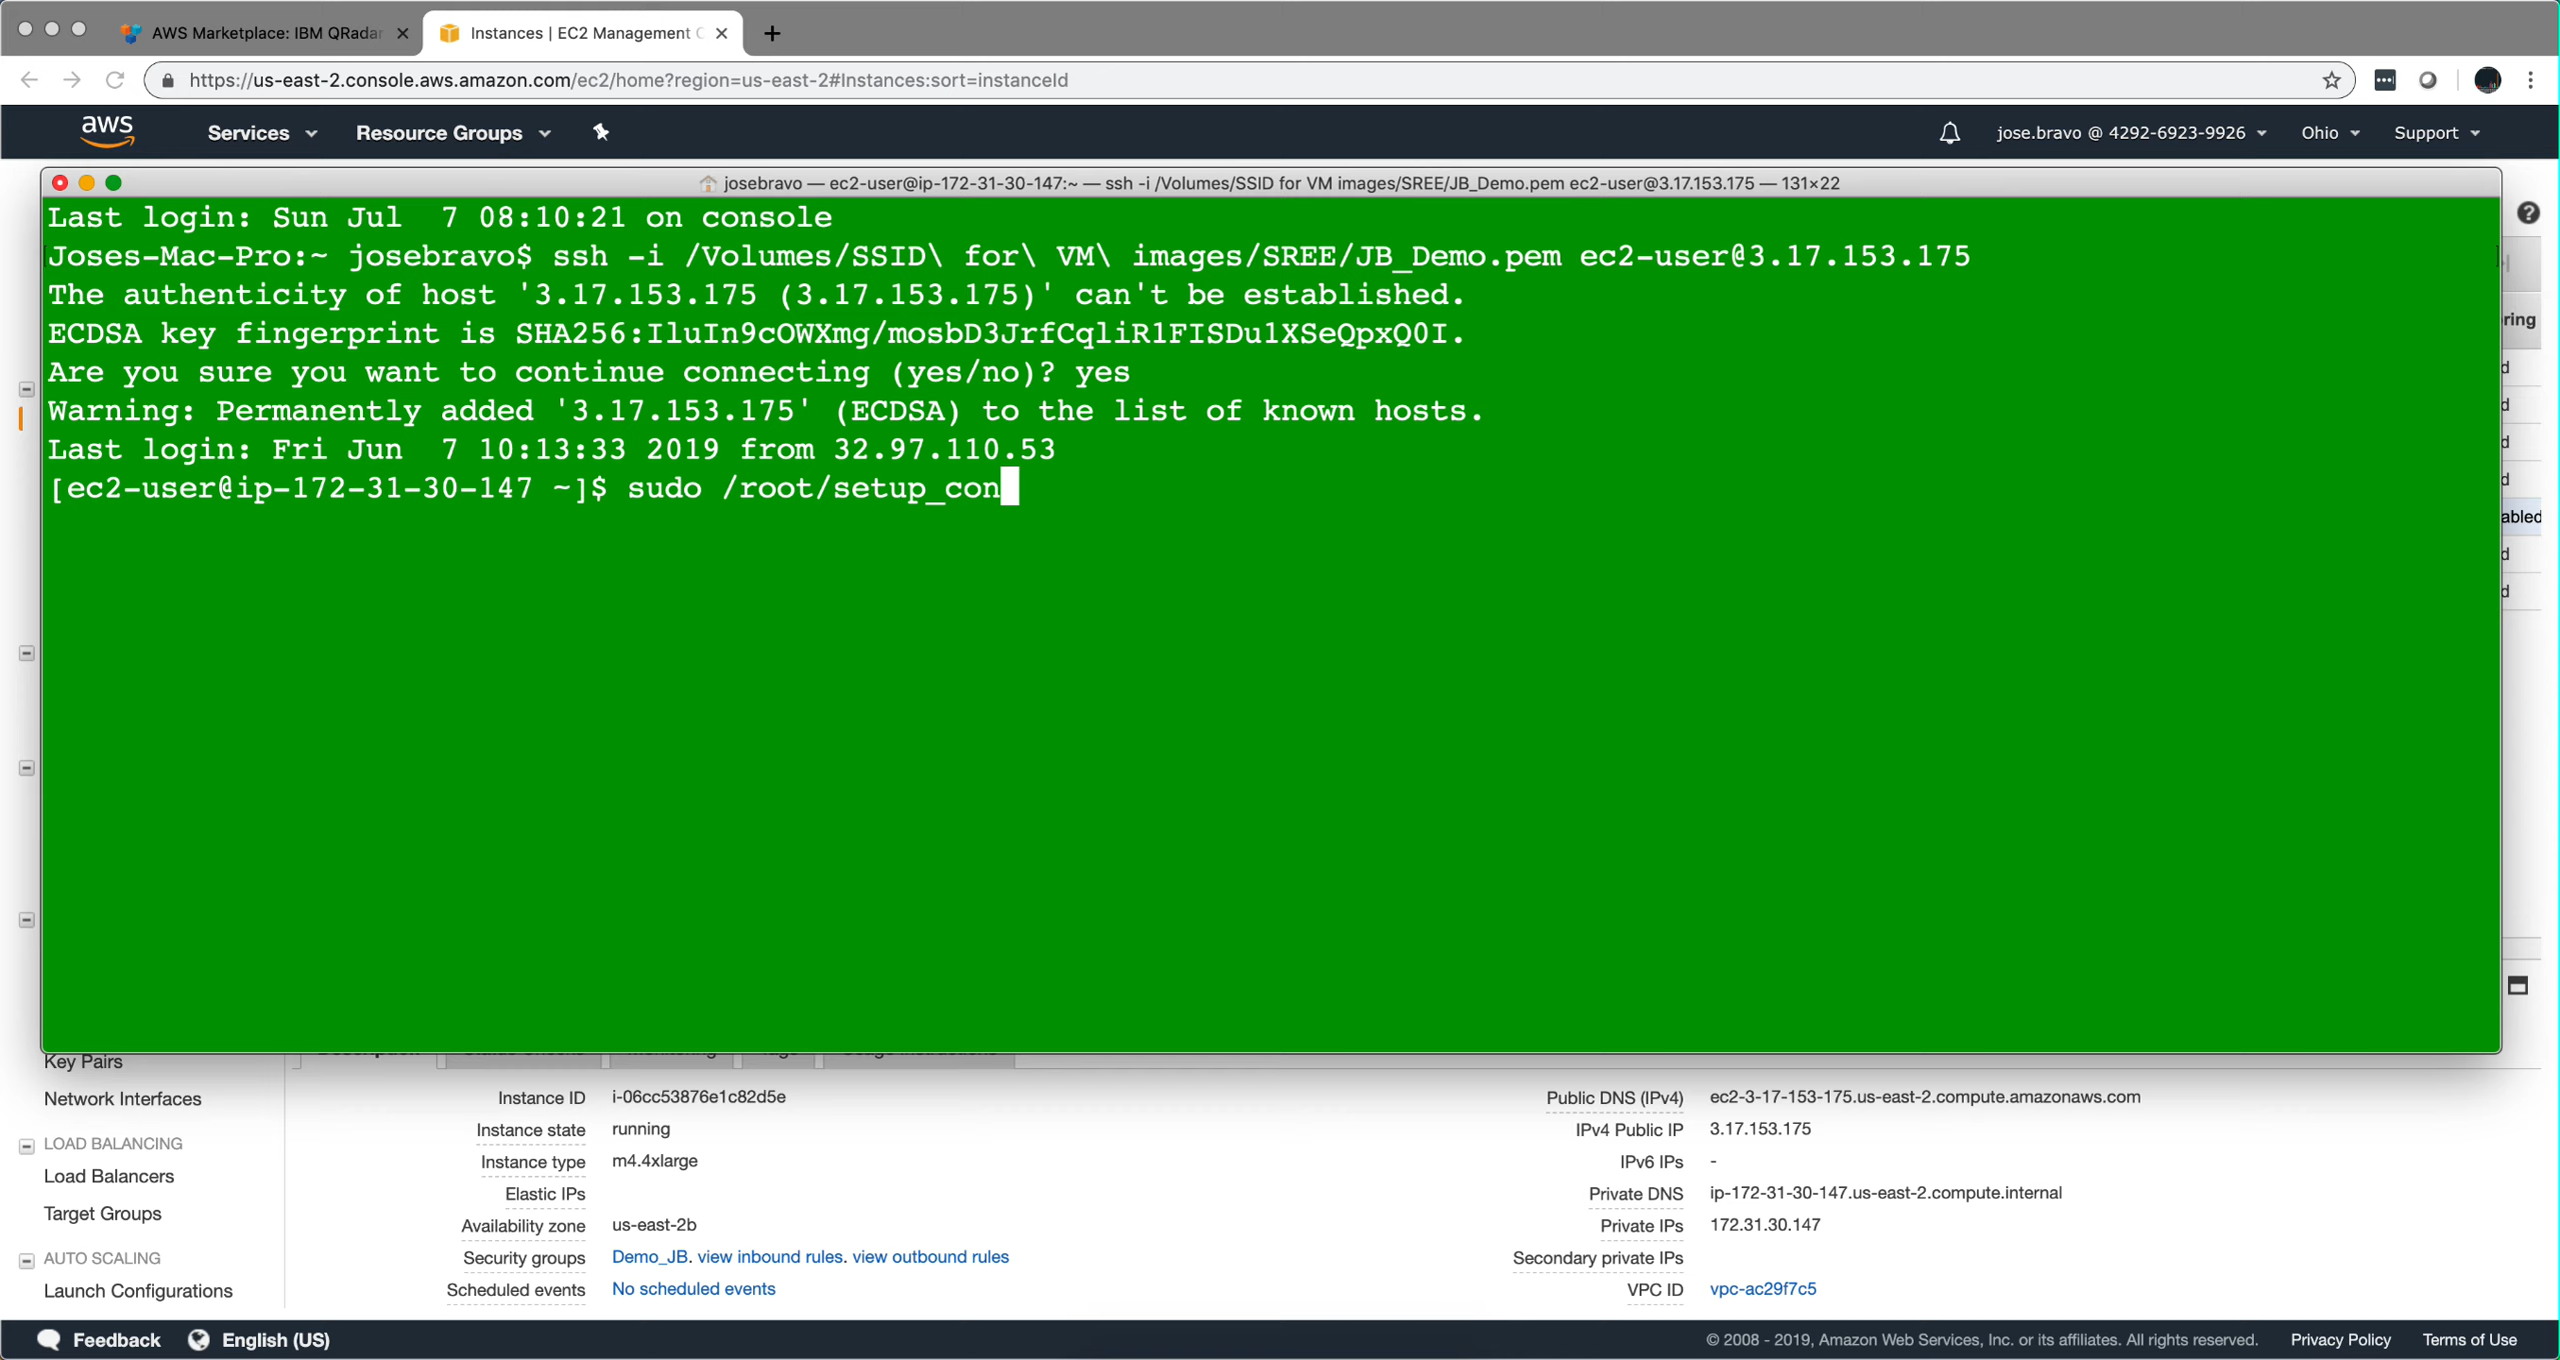 AWS Marketplace: IBM QRadar
Instances | EC2 Management C
https://us-east-2.console.aws.amazon.com/ec2/home?region=us-east-2#Instances:sort=instanceId
aws Services Resource Groups jose.bravo @ 4292-6923-9926 Ohio Support
josebravo — ec2-user@ip-172-31-30-147:~ — ssh -i /Volumes/SSID for VM images/SREE/JB_Demo.pem ec2-user@3.17.153.175 — 131×22
Last login: Sun Jul  7 08:10:21 on console
Joses-Mac-Pro:~ josebravo$ ssh -i /Volumes/SSID\ for\ VM\ images/SREE/JB_Demo.pem ec2-user@3.17.153.175
The authenticity of host '3.17.153.175 (3.17.153.175)' can't be established.
ECDSA key fingerprint is SHA256:IluIn9cOWXmg/mosbD3JrfCqliR1FISDu1XSeQpxQ0I.
Are you sure you want to continue connecting (yes/no)? yes
Warning: Permanently added '3.17.153.175' (ECDSA) to the list of known hosts.
Last login: Fri Jun  7 10:13:33 2019 from 32.97.110.53
[ec2-user@ip-172-31-30-147 ~]$ sudo /root/setup_con
ring
d
d
d
d
abled
d
d
Key Pairs
Network Interfaces
LOAD BALANCING
Load Balancers
Target Groups
AUTO SCALING
Launch Configurations
Instance ID i-06cc53876e1c82d5e
Instance state running
Instance type m4.4xlarge
Elastic IPs
Availability zone us-east-2b
Security groups Demo_JB. view inbound rules. view outbound rules
Scheduled events No scheduled events
Public DNS (IPv4) ec2-3-17-153-175.us-east-2.compute.amazonaws.com
IPv4 Public IP 3.17.153.175
IPv6 IPs -
Private DNS ip-172-31-30-147.us-east-2.compute.internal
Private IPs 172.31.30.147
Secondary private IPs
VPC ID vpc-ac29f7c5
Feedback English (US) © 2008 - 2019, Amazon Web Services, Inc. or its affiliates. All rights reserved. Privacy Policy Terms of Use